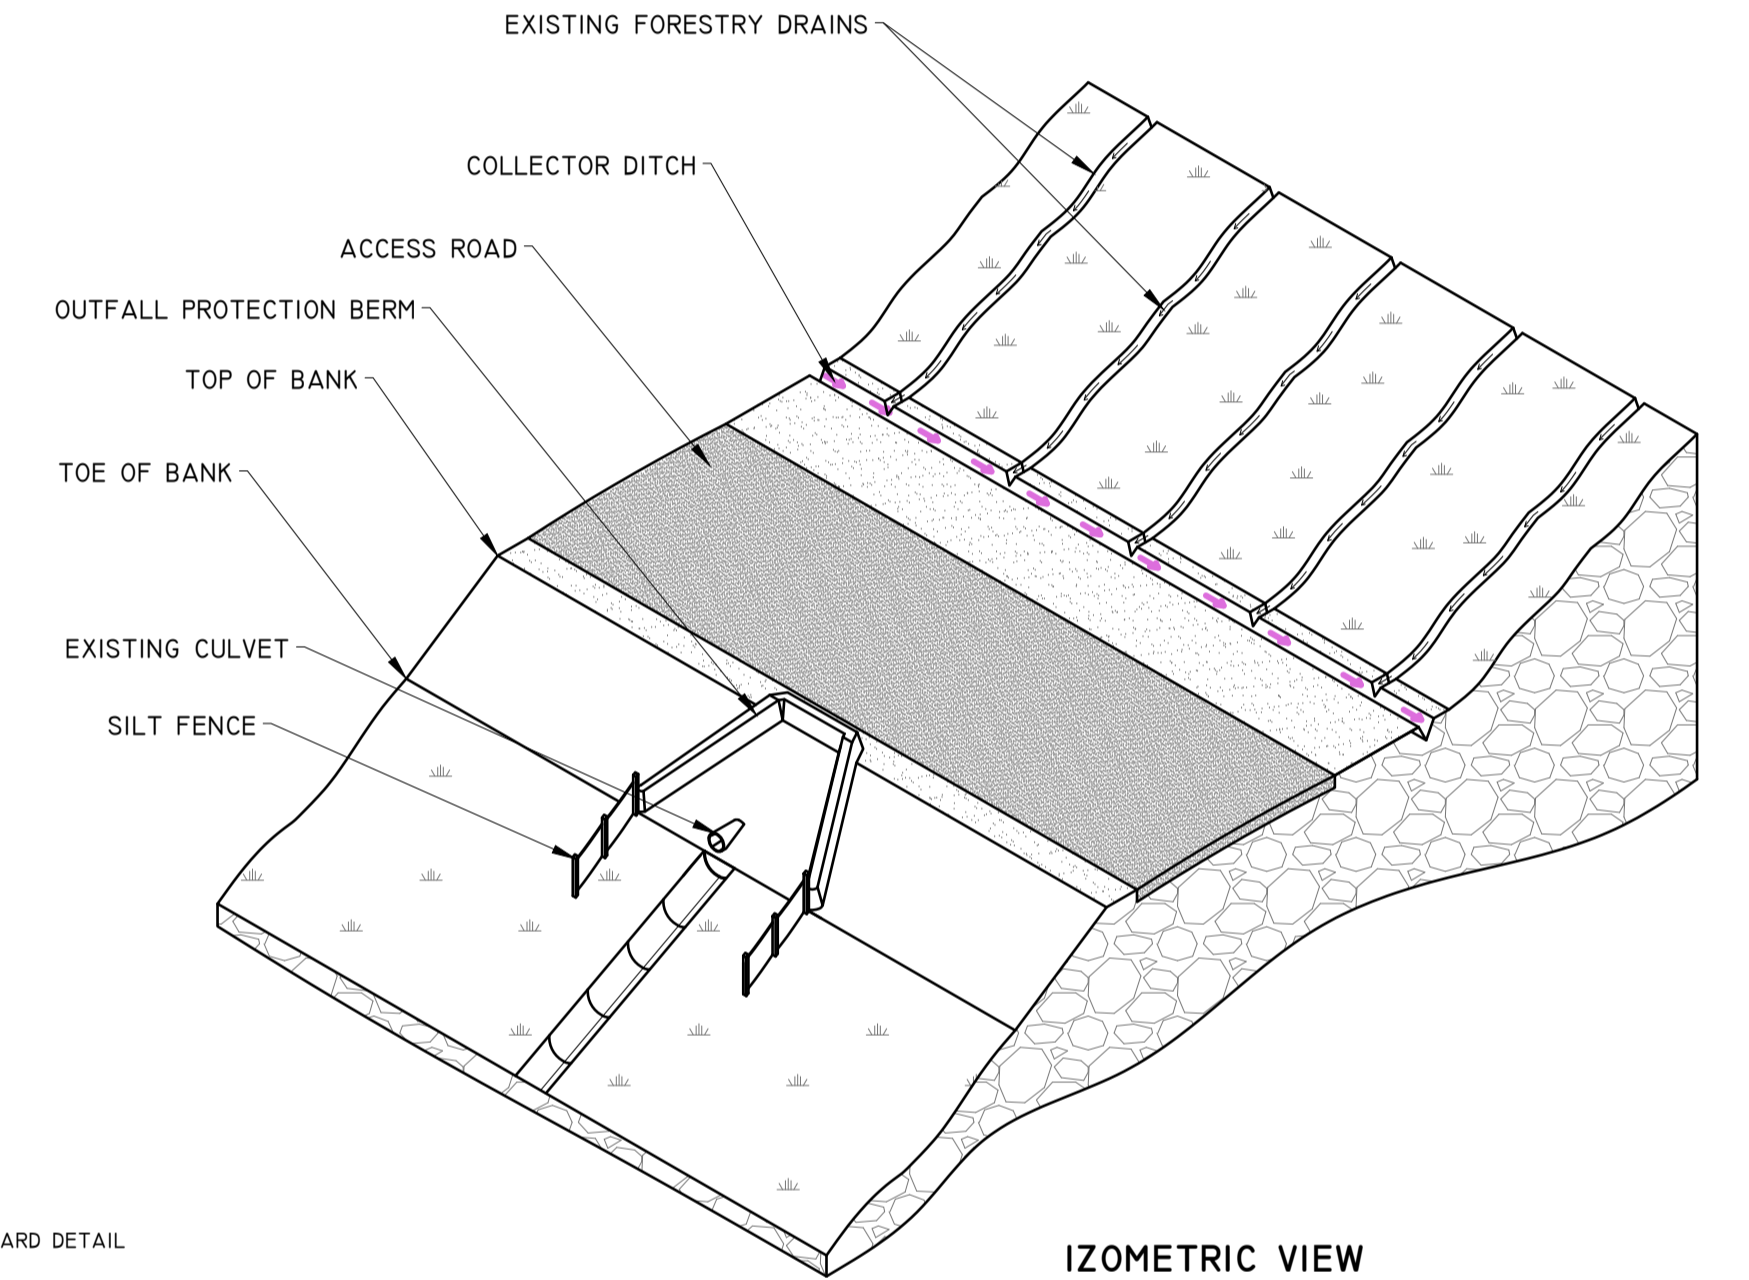 EXISTING FORESTRY DRAINS
COLLECTOR DITCH
ACCESS ROAD
OUTFALL PROTECTION BERM
TOP OF BANK
TOE OF BANK
EXISTING CULVET
SILT FENCE
ARD DETAIL
IZOMETRIC VIEW